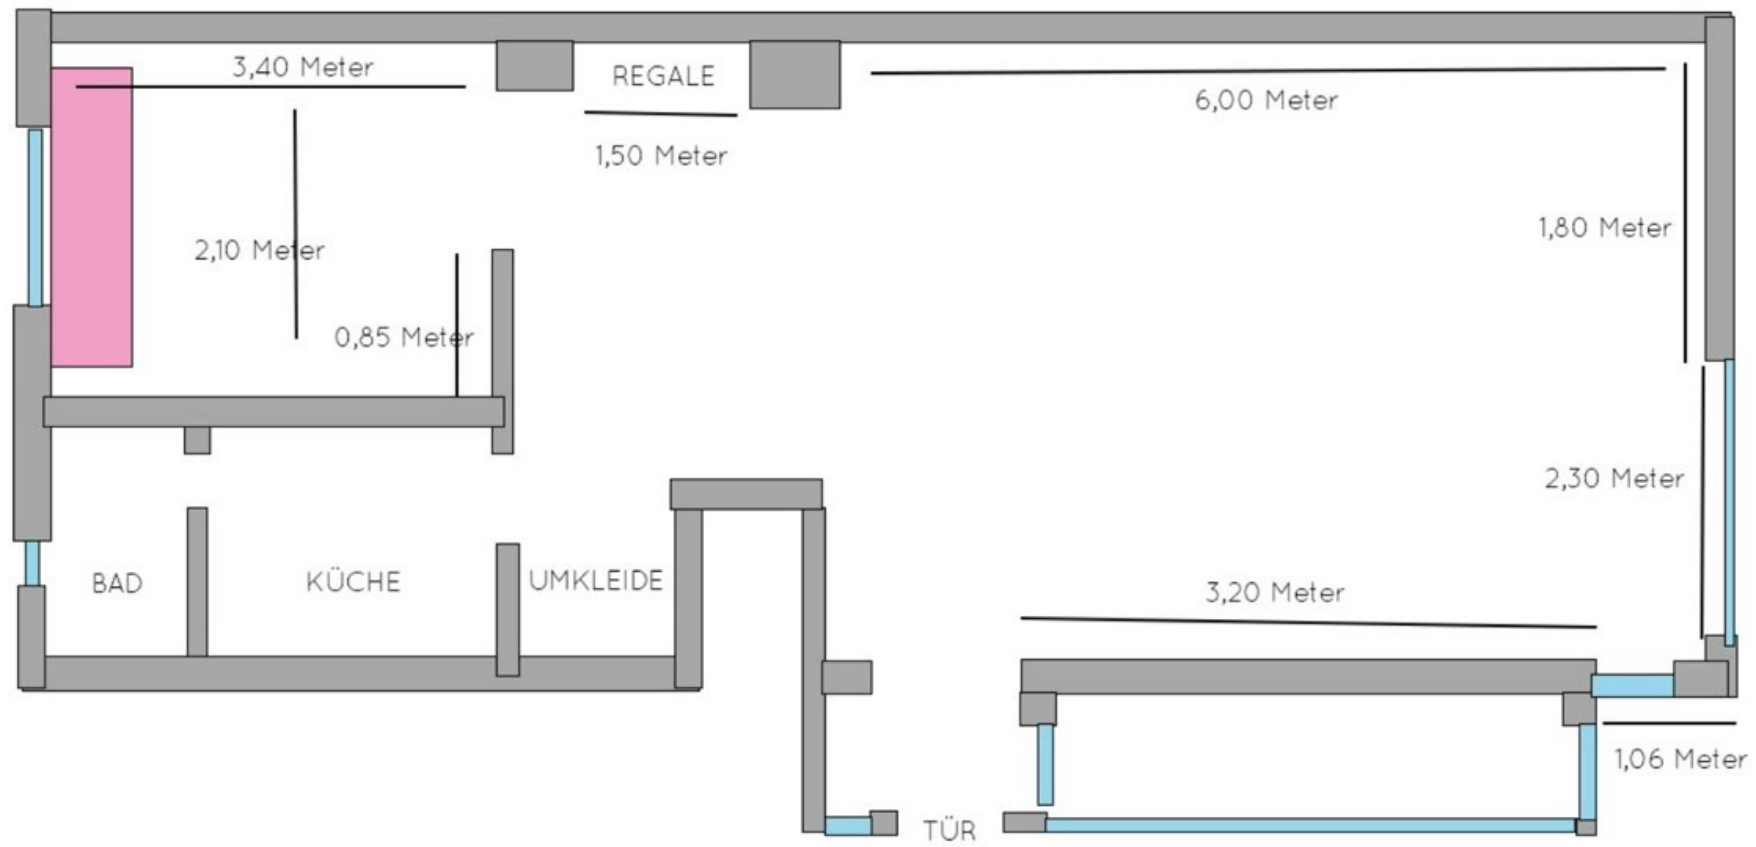 3,40 Meter
REGALE
6,00 Meter
1,50 Meter
1,80 Meter
2,10 Meter
0,85 Meter
2,30 Meter
BAD
KÜCHE
UMKLEIDE
3,20 Meter
1,06 Meter
TÜR